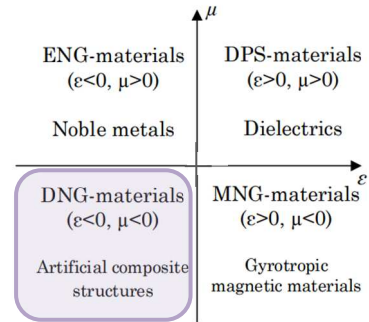 μ
ENG-materials
(ε<0, μ>0)
Noble metals
DPS-materials
(ε>0, μ>0)
Dielectrics
ε
DNG-materials
(ε<0, μ<0)
Artificial composite
structures
MNG-materials
(ε>0, μ<0)
Gyrotropic
magnetic materials